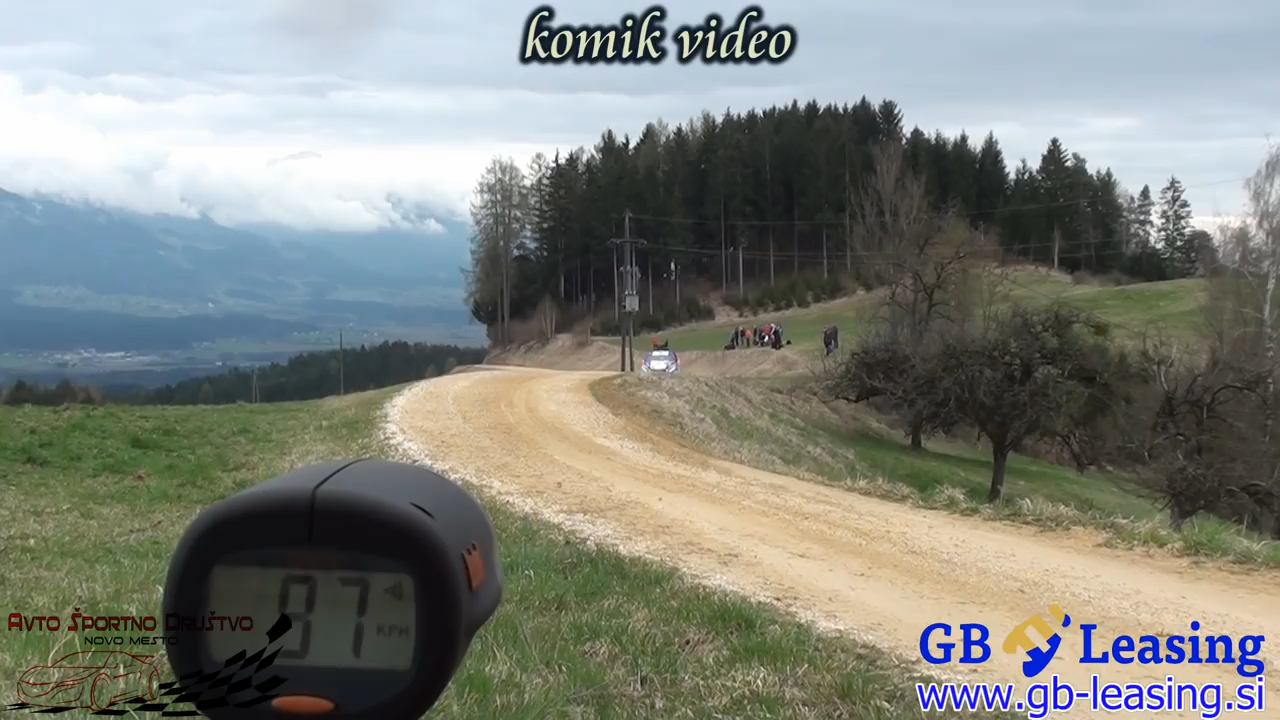 komik video
87
KPH
Avto Športno Društvo
NOVO MESTO
GB Leasing
www.gb-leasing.si